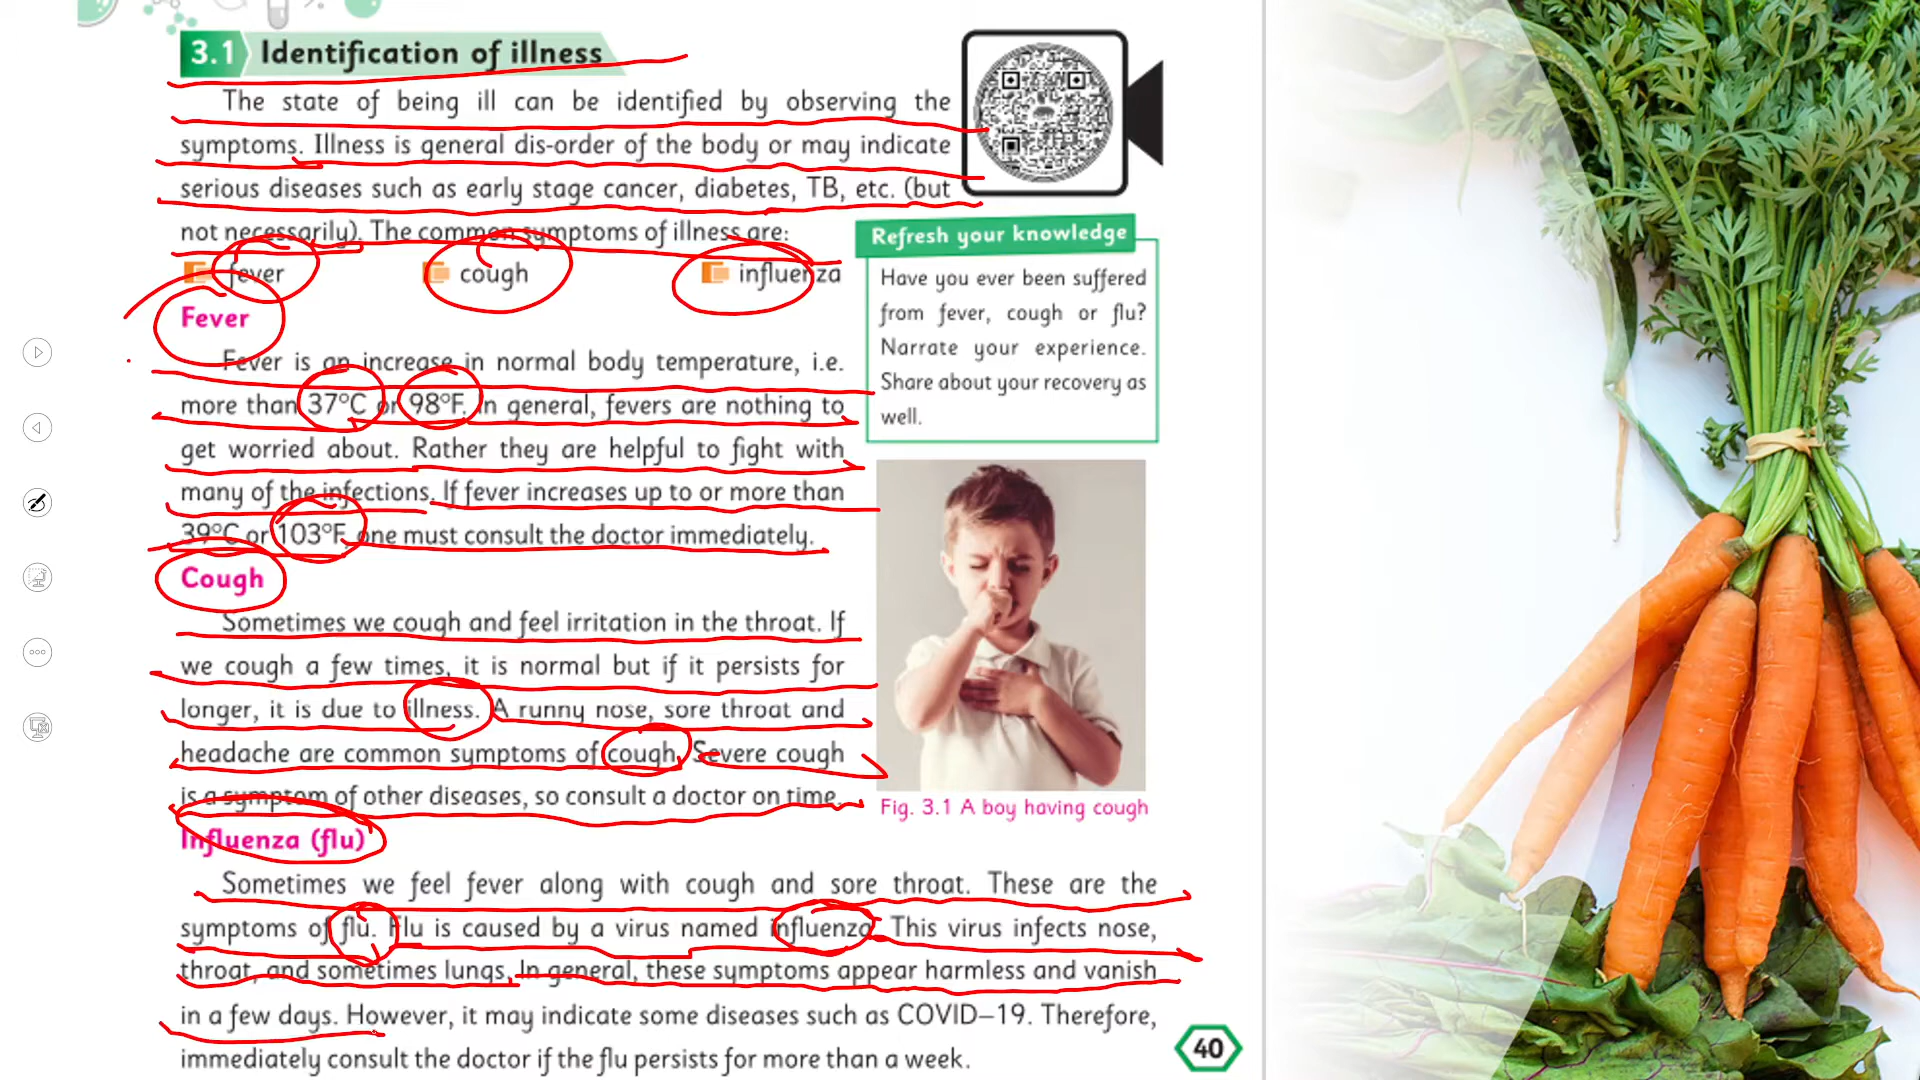 3.1 Identification of illness
The state of being ill can be identified by observing the
symptoms. Illness is general dis-order of the body or may indicate
serious diseases such as early stage cancer, diabetes, TB, etc. (but
not necessarily). The common symptoms of illness are:
fever cough influenza
Fever
Fever is an increase in normal body temperature, i.e.
more than 37°C or 98°F. In general, fevers are nothing to
get worried about. Rather they are helpful to fight with
many of the infections. If fever increases up to or more than
39°C or 103°F, one must consult the doctor immediately.
Cough
Sometimes we cough and feel irritation in the throat. If
we cough a few times, it is normal but if it persists for
longer, it is due to illness. A runny nose, sore throat and
headache are common symptoms of cough. Severe cough
is a symptom of other diseases, so consult a doctor on time.
Refresh your knowledge
Have you ever been suffered
from fever, cough or flu?
Narrate your experience.
Share about your recovery as
well.
Fig. 3.1 A boy having cough
Influenza (flu)
Sometimes we feel fever along with cough and sore throat. These are the
symptoms of flu. Flu is caused by a virus named influenza. This virus infects nose,
throat, and sometimes lungs. In general, these symptoms appear harmless and vanish
in a few days. However, it may indicate some diseases such as COVID–19. Therefore,
immediately consult the doctor if the flu persists for more than a week.
40